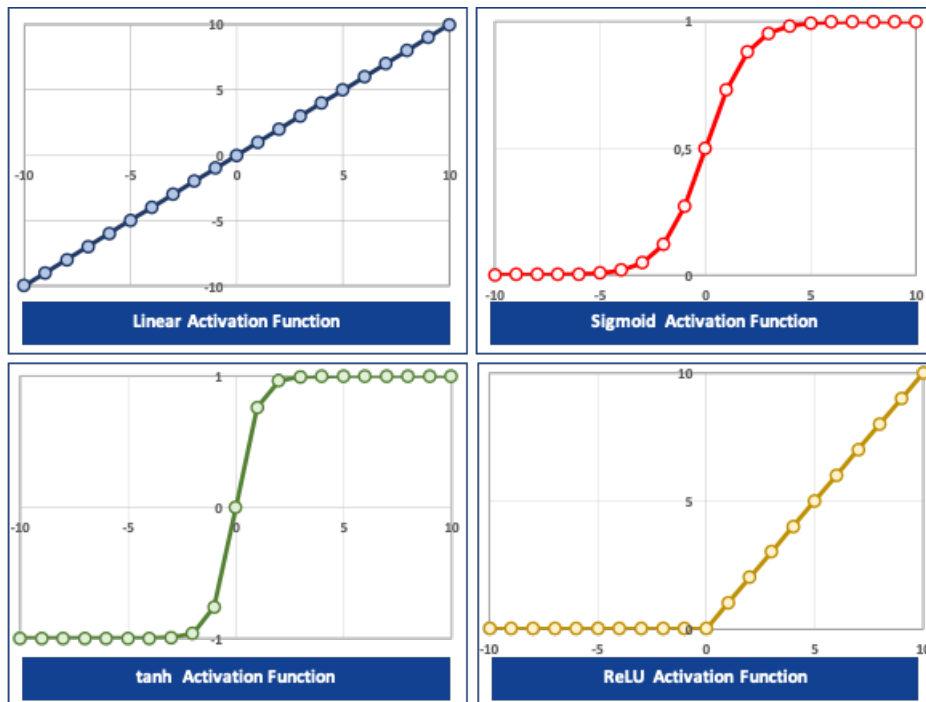 10
5
0
-10 -5 0 5 10
-5
-10
Linear Activation Function
1
0,5
0
-10 -5 0 5 10
Sigmoid Activation Function
1
0
-10 -5 0 5 10
-1
tanh Activation Function
10
5
0
-10 -5 0 5 10
ReLU Activation Function